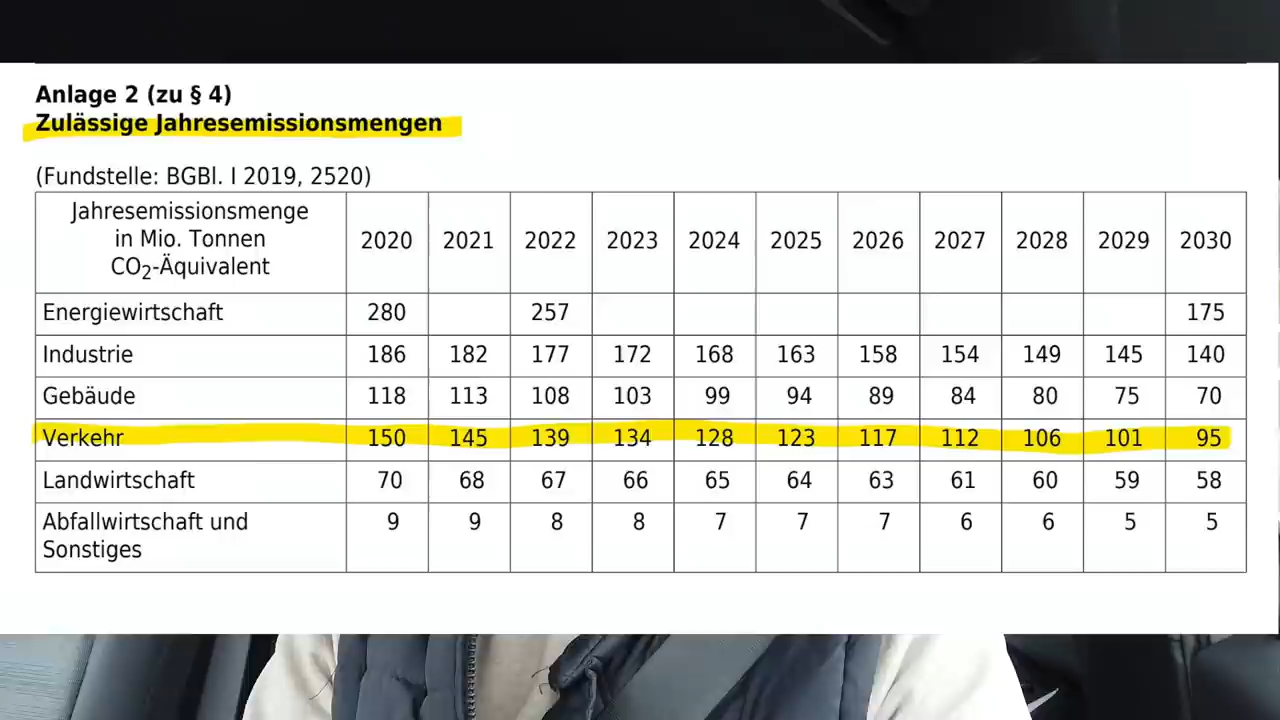 Anlage 2 (zu § 4)
Zulässige Jahresemissionsmengen
(Fundstelle: BGBl. I 2019, 2520)
Jahresemissionsmenge
in Mio. Tonnen
CO₂-Äquivalent
2020 2021 2022 2023 2024 2025 2026 2027 2028 2029 2030
Energiewirtschaft 280 257 175
Industrie 186 182 177 172 168 163 158 154 149 145 140
Gebäude 118 113 108 103 99 94 89 84 80 75 70
Verkehr 150 145 139 134 128 123 117 112 106 101 95
Landwirtschaft 70 68 67 66 65 64 63 61 60 59 58
Abfallwirtschaft und 9 9 8 8 7 7 7 6 6 5 5
Sonstiges